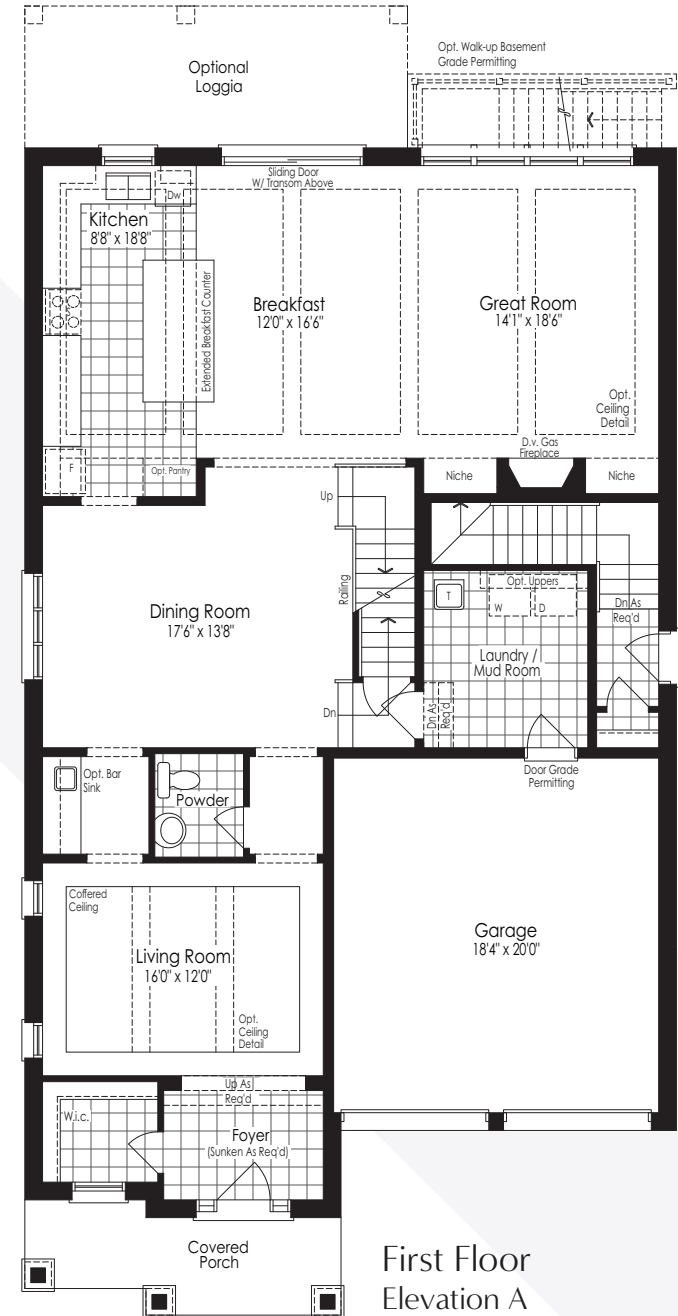 Optional
Loggia
Opt. Walk-up Basement
Grade Permitting
Sliding Door
W/ Transom Above
Dw
Kitchen
8'8" x 18'8"
Extended Breakfast Counter
Breakfast
12'0" x 16'6"
Great Room
14'1" x 18'6"
Opt.
Ceiling
Detail
D.v. Gas
Fireplace
F
Opt. Pantry
Niche
Niche
Up
Railing
Dining Room
17'6" x 13'8"
Opt. Uppers
T
W
D
Dn As
Req'd
Laundry /
Mud Room
Dn As
Req'd
Dn
Door Grade
Permitting
Opt. Bar
Sink
Powder
Coffered
Ceiling
Living Room
16'0" x 12'0"
Opt.
Ceiling
Detail
Garage
18'4" x 20'0"
Up As
Req'd
W.i.c.
Foyer
(Sunken As Req'd)
Covered
Porch
First Floor
Elevation A